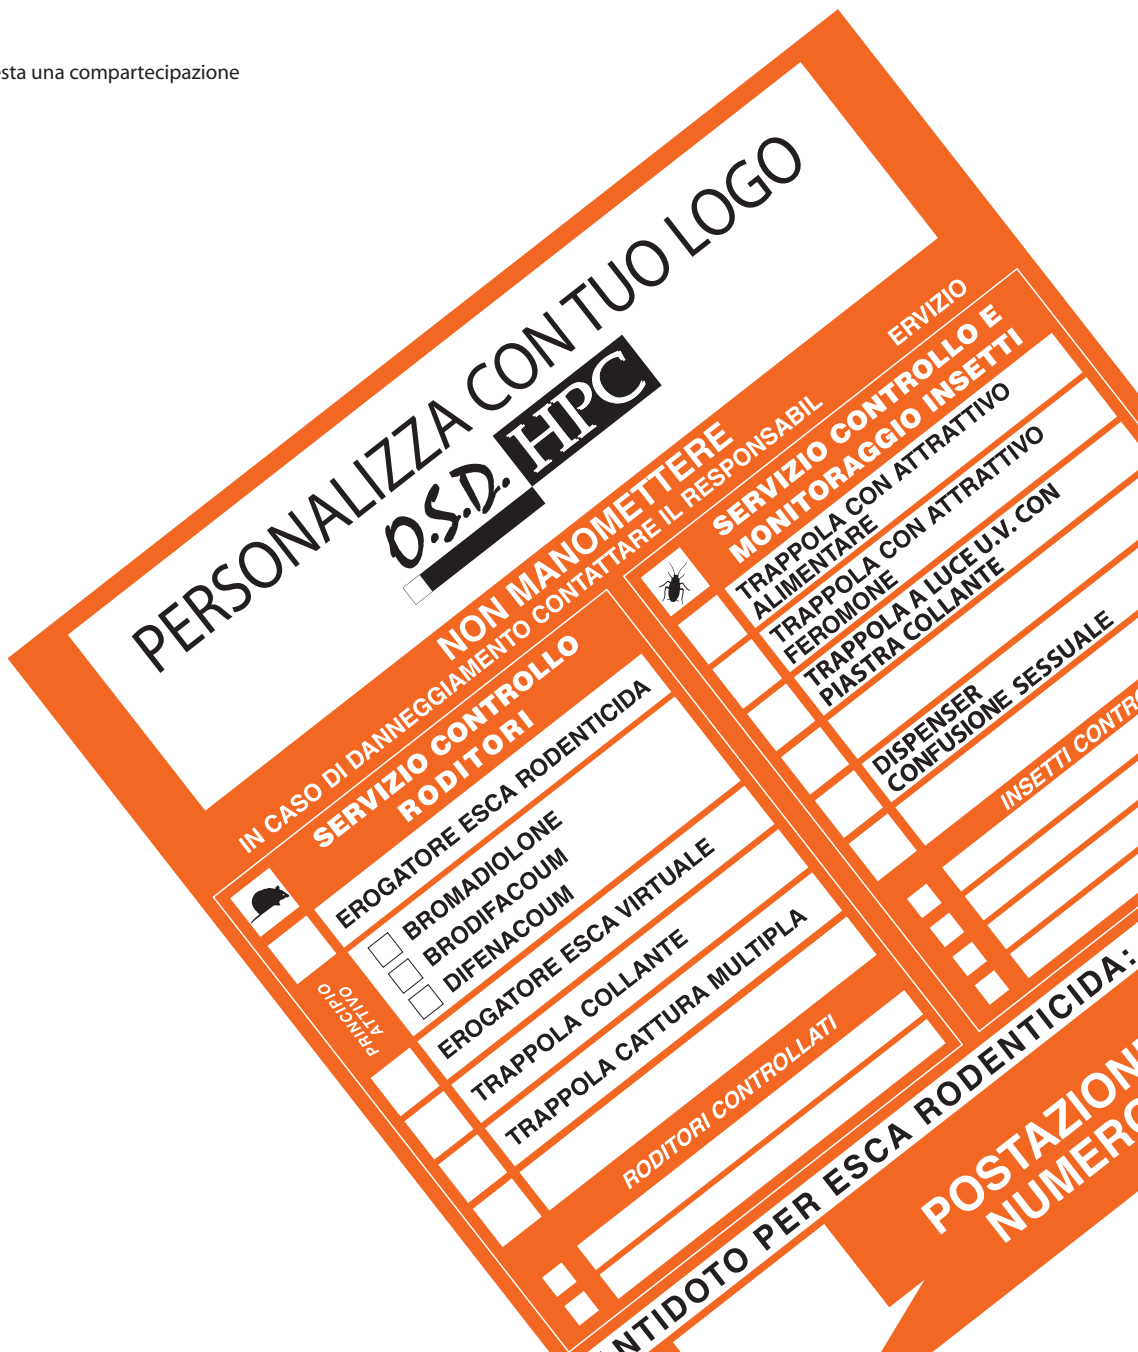 sta una compartecipazione
PERSONALIZZA CON TUO LOGO
O.S.D. HPC
NON MANOMETTERE
IN CASO DI DANNEGGIAMENTO CONTATTARE IL RESPONSABIL
ERVIZIO
SERVIZIO CONTROLLO
RODITORI
EROGATORE ESCA RODENTICIDA
PRINCIPIO
ATTIVO
BROMADIOLONE
BRODIFACOUM
DIFENACOUM
EROGATORE ESCA VIRTUALE
TRAPPOLA COLLANTE
TRAPPOLA CATTURA MULTIPLA
RODITORI CONTROLLATI
SERVIZIO CONTROLLO E
MONITORAGGIO INSETTI
TRAPPOLA CON ATTRATTIVO
ALIMENTARE
TRAPPOLA CON ATTRATTIVO
FEROMONE
TRAPPOLA A LUCE U.V. CON
PIASTRA COLLANTE
DISPENSER
CONFUSIONE SESSUALE
INSETTI CONTRO
NTIDOTO PER ESCA RODENTICIDA:
POSTAZION
NUMERO